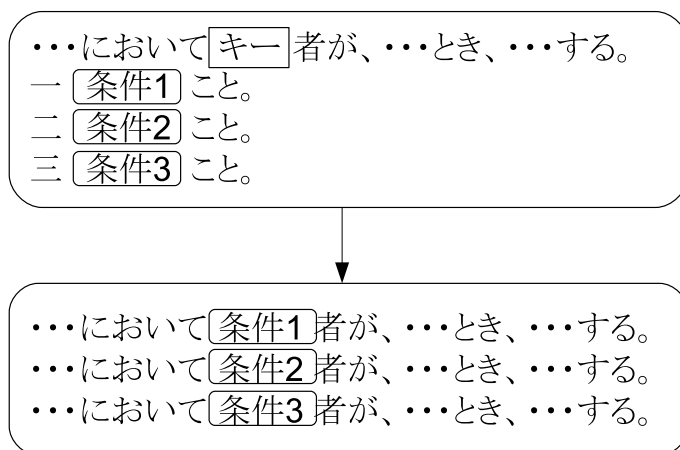 ・・・においてキー者が、・・・とき、・・・する。
一 条件1 こと。
二 条件2 こと。
三 条件3 こと。
・・・において条件1者が、・・・とき、・・・する。
・・・において条件2者が、・・・とき、・・・する。
・・・において条件3者が、・・・とき、・・・する。